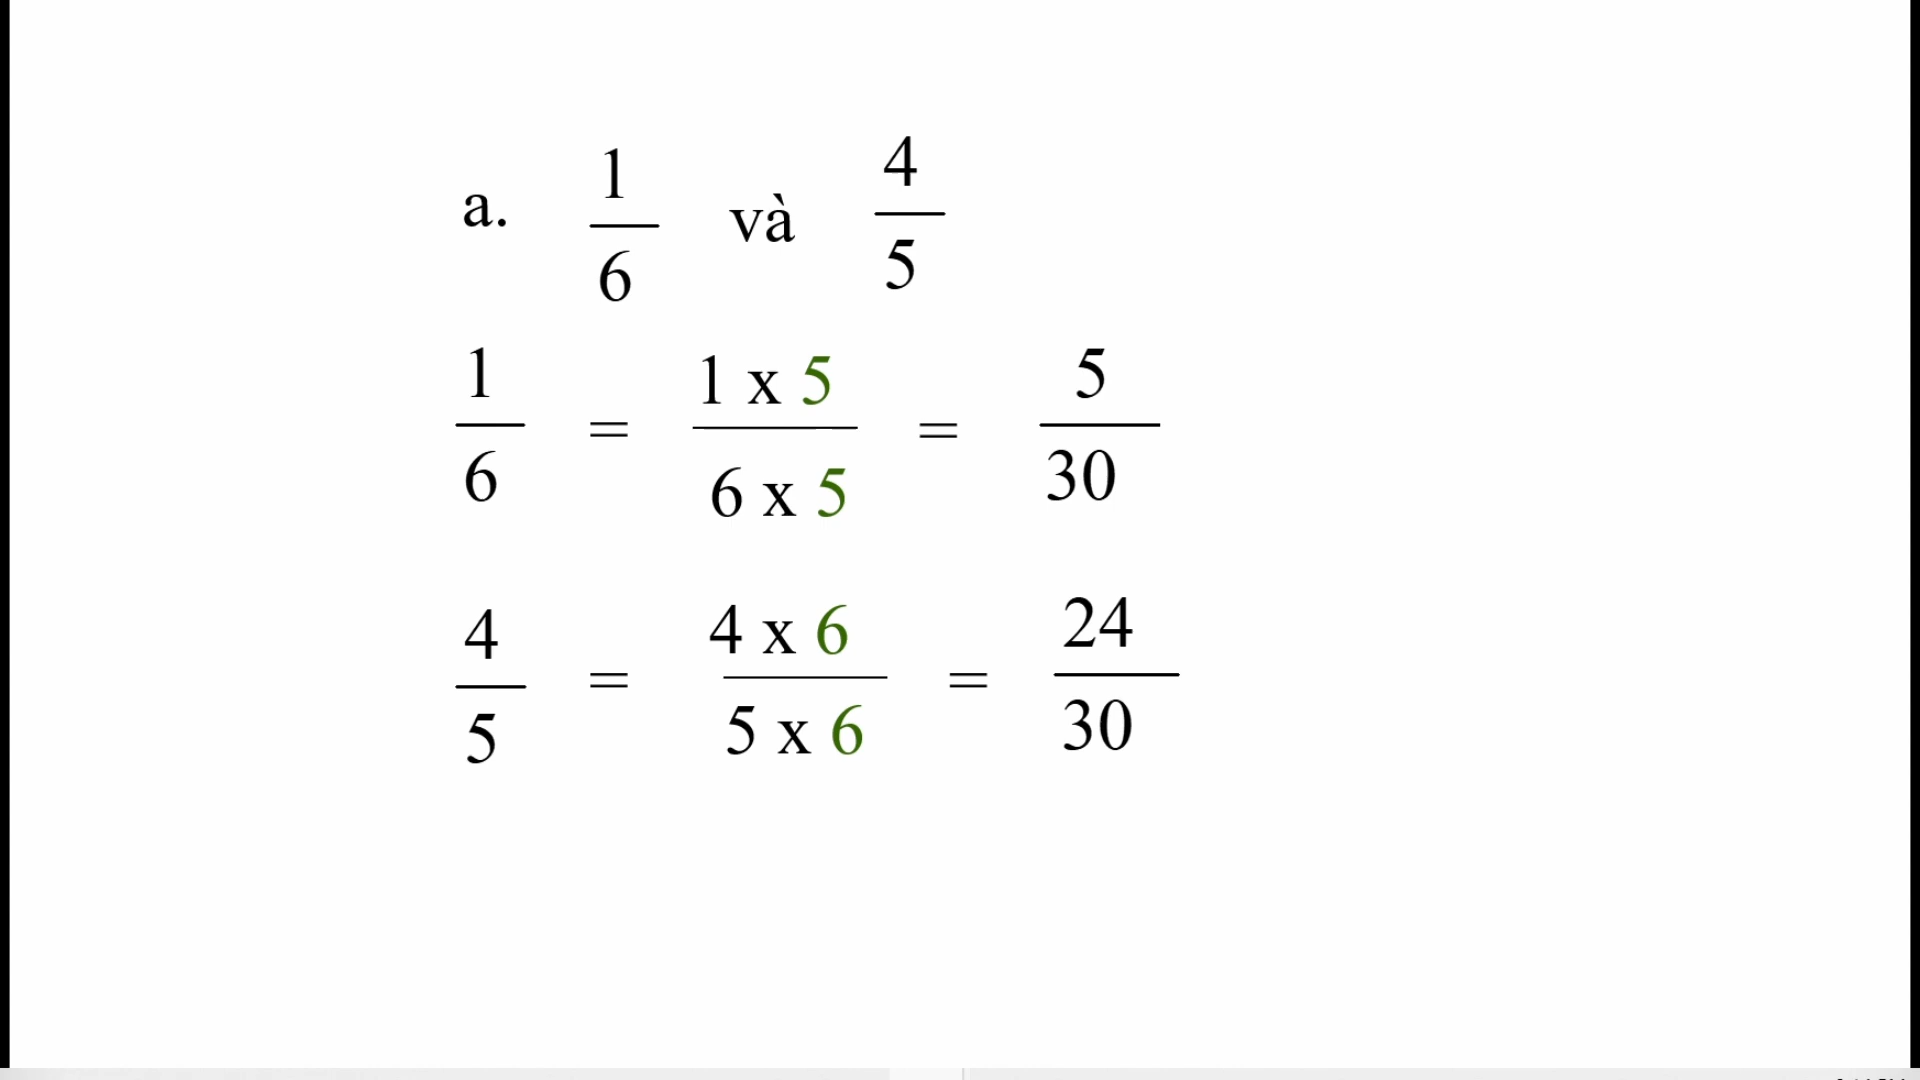 a. 1/6 và 4/5
1/6 = 1 x 5/6 x 5 = 5/30
4/5 = 4 x 6/5 x 6 = 24/30